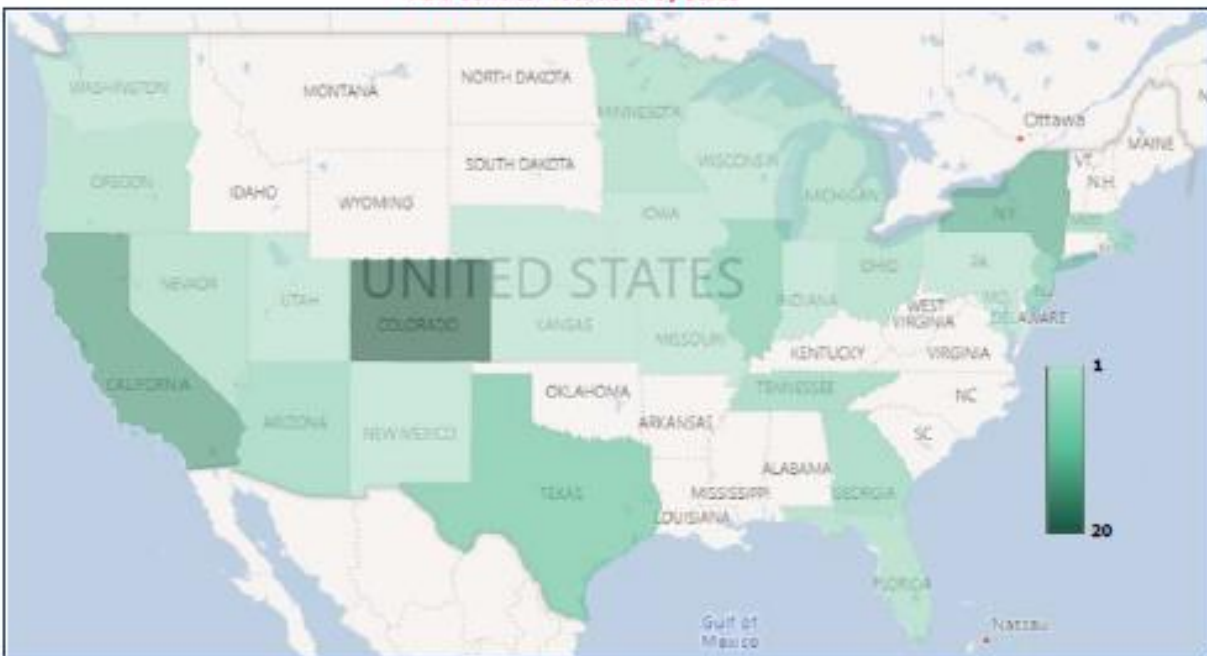 WASHINGTON
MONTANA
NORTH DAKOTA
MINNESOTA
Ottawa
MAINE
VT.
N.H.
OREGON
IDAHO
WYOMING
SOUTH DAKOTA
WISCONSIN
MICHIGAN
NY
IOWA
NEVADA
UTAH
UNITED STATES
COLORADO
KANSAS
MISSOURI
INDIANA
OHIO
PA
NJ
WEST
VIRGINIA
DELAWARE
KENTUCKY
VIRGINIA
CALIFORNIA
ARIZONA
NEW MEXICO
OKLAHOMA
TENNESSEE
ARKANSAS
NC
SC
TEXAS
MISSISSIPPI
ALABAMA
GEORGIA
LOUISIANA
FLORIDA
1
20
Gulf of
Mexico
Nassau